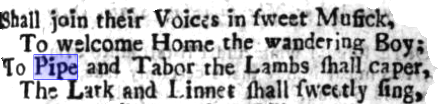 Shall join their Voices in ſweet Muſick,
To welcome Home the wandering Boy;
To Pipe and Tabor the Lambs ſhall caper,
The Lark and Linnet ſhall ſweetly ſing,